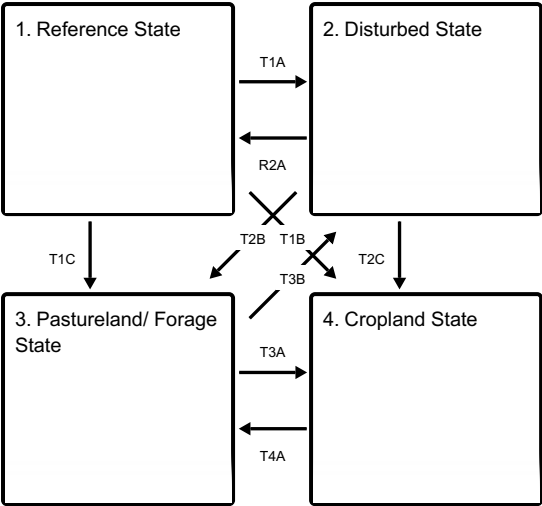 1. Reference State
2. Disturbed State
T1A
R2A
T2B
T1B
T1C
T2C
T3B
3. Pastureland/ Forage
State
4. Cropland State
T3A
T4A